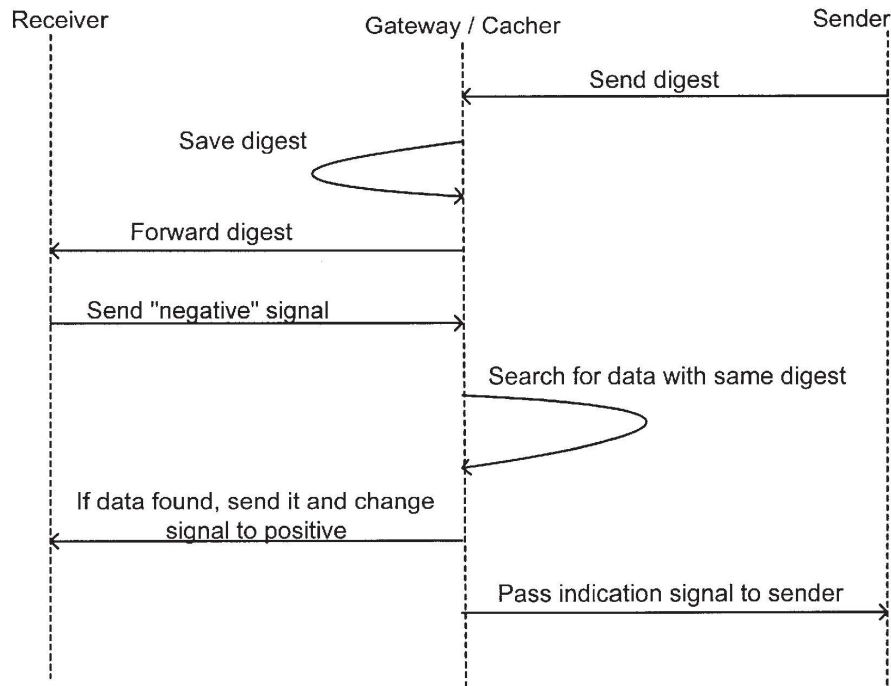 Receiver
Gateway / Cacher
Sender
Send digest
Save digest
Forward digest
Send "negative" signal
Search for data with same digest
If data found, send it and change
signal to positive
Pass indication signal to sender